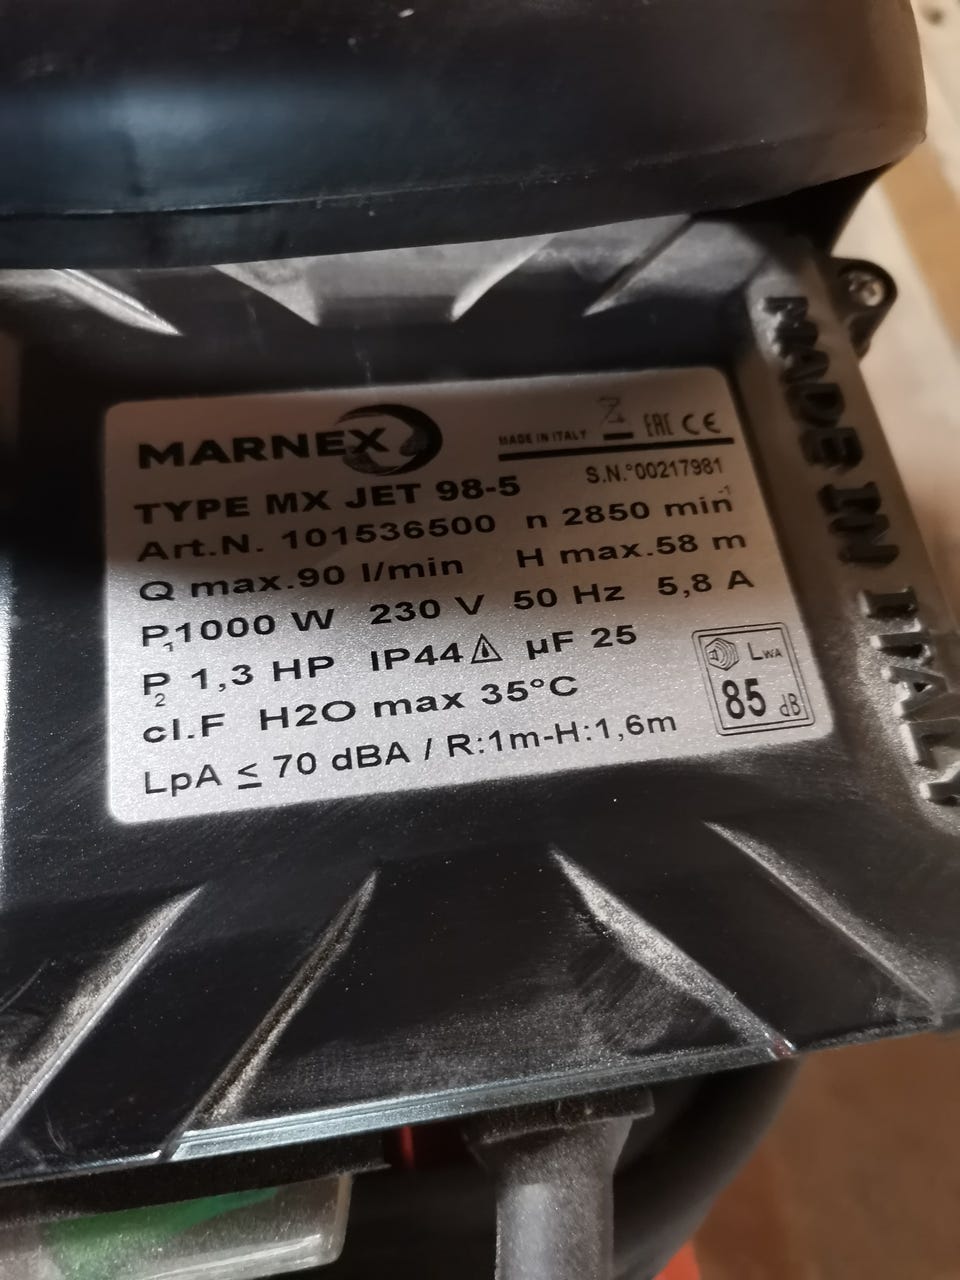 MARNEX
MADE IN ITALY EAC CE
TYPE MX JET 98-5 S.N.°00217981
Art.N. 101536500 n 2850 min-1
Q max.90 l/min H max.58 m
P1 1000 W 230 V 50 Hz 5,8 A
P2 1,3 HP IP44 µF 25
cl.F H2O max 35°C
LWA
85 dB
LpA ≤ 70 dBA / R:1m-H:1,6m
MADE IN ITALY